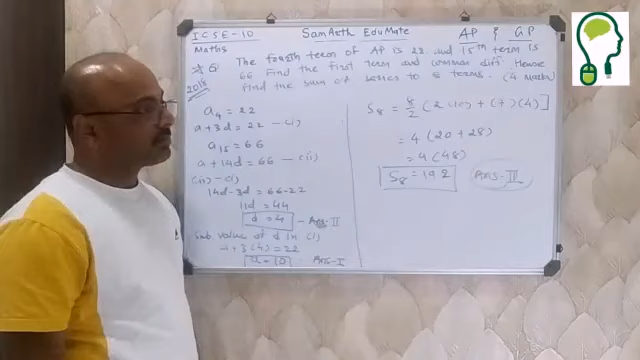 ICSE-10 SamArth EduMate AP & GP
Maths
Q: The fourth term of AP is 22 and 15th term is
2018 66 Find the first term and common diff. Hence
find the sum of series to 8 terms. (4 marks)
a4 = 22
a+3d = 22 —(i)
a15 = 66
a + 14d = 66 —(ii)
(ii) – (i)
14d-3d = 66-22
11d = 44
d = 4 — Ans-II
Sub value of d in (i)
a+3(4) = 22
a = 10 Ans-I
S8 = 8/2 (2(10) + (7)(4)]
= 4 (20 + 28)
= 4 (48)
S8 = 192 Ans-III